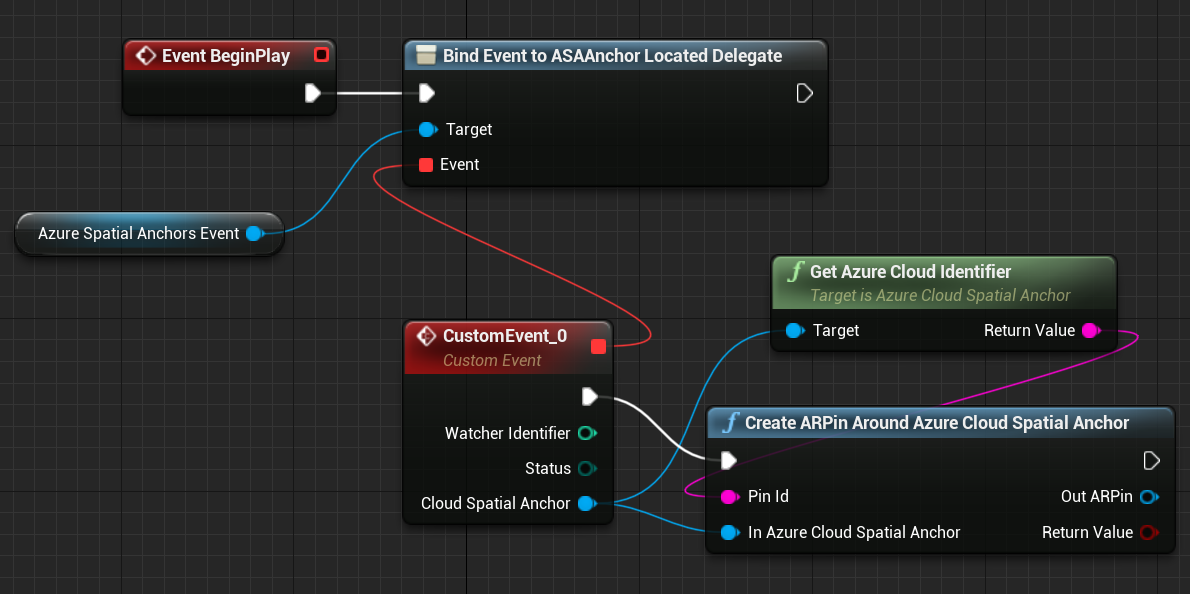 Event BeginPlay
Bind Event to ASAAnchor Located Delegate
Target
Event
Azure Spatial Anchors Event
Get Azure Cloud Identifier
Target is Azure Cloud Spatial Anchor
Target
Return Value
CustomEvent_0
Custom Event
Watcher Identifier
Status
Cloud Spatial Anchor
Create ARPin Around Azure Cloud Spatial Anchor
Pin Id
Out ARPin
In Azure Cloud Spatial Anchor
Return Value